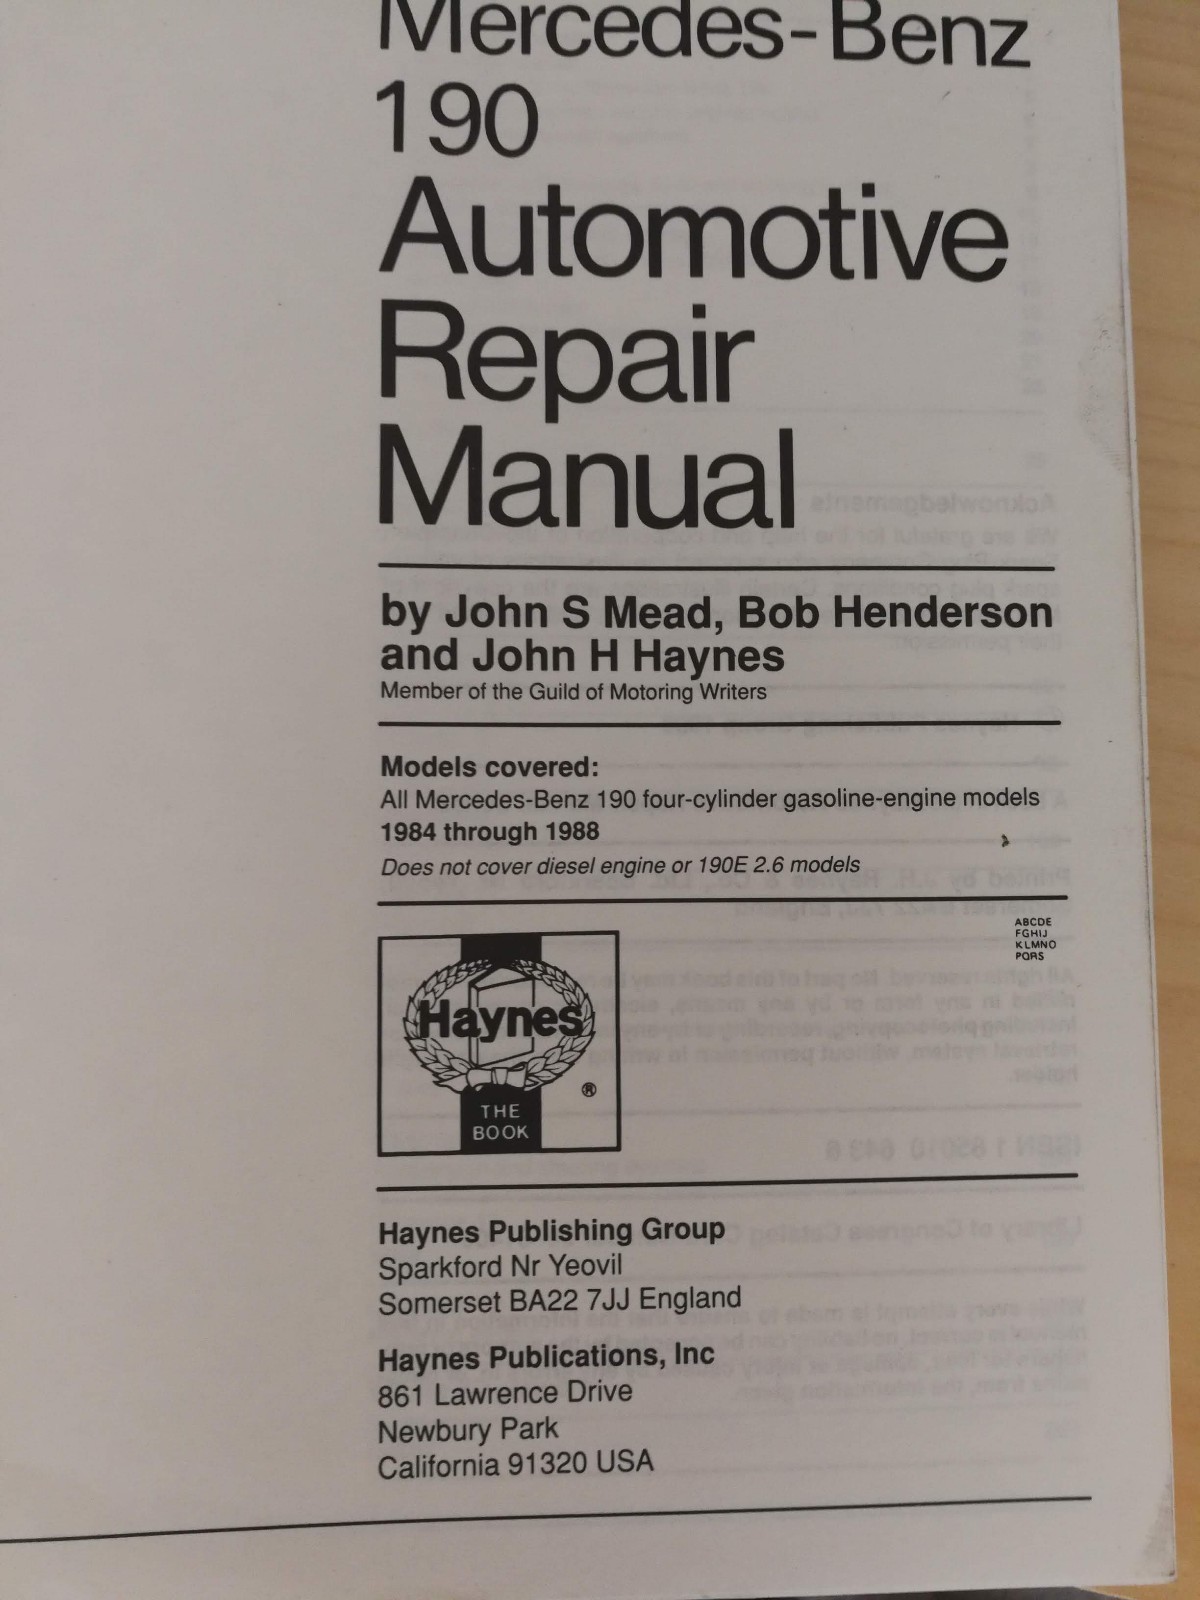 Mercedes-Benz
190
Automotive
Repair
Manual
by John S Mead, Bob Henderson
and John H Haynes
Member of the Guild of Motoring Writers
Models covered:
All Mercedes-Benz 190 four-cylinder gasoline-engine models
1984 through 1988
Does not cover diesel engine or 190E 2.6 models
ABCDE
FGHIJ
KLMNO
PQRS
Haynes
®
THE
BOOK
Haynes Publishing Group
Sparkford Nr Yeovil
Somerset BA22 7JJ England
Haynes Publications, Inc
861 Lawrence Drive
Newbury Park
California 91320 USA